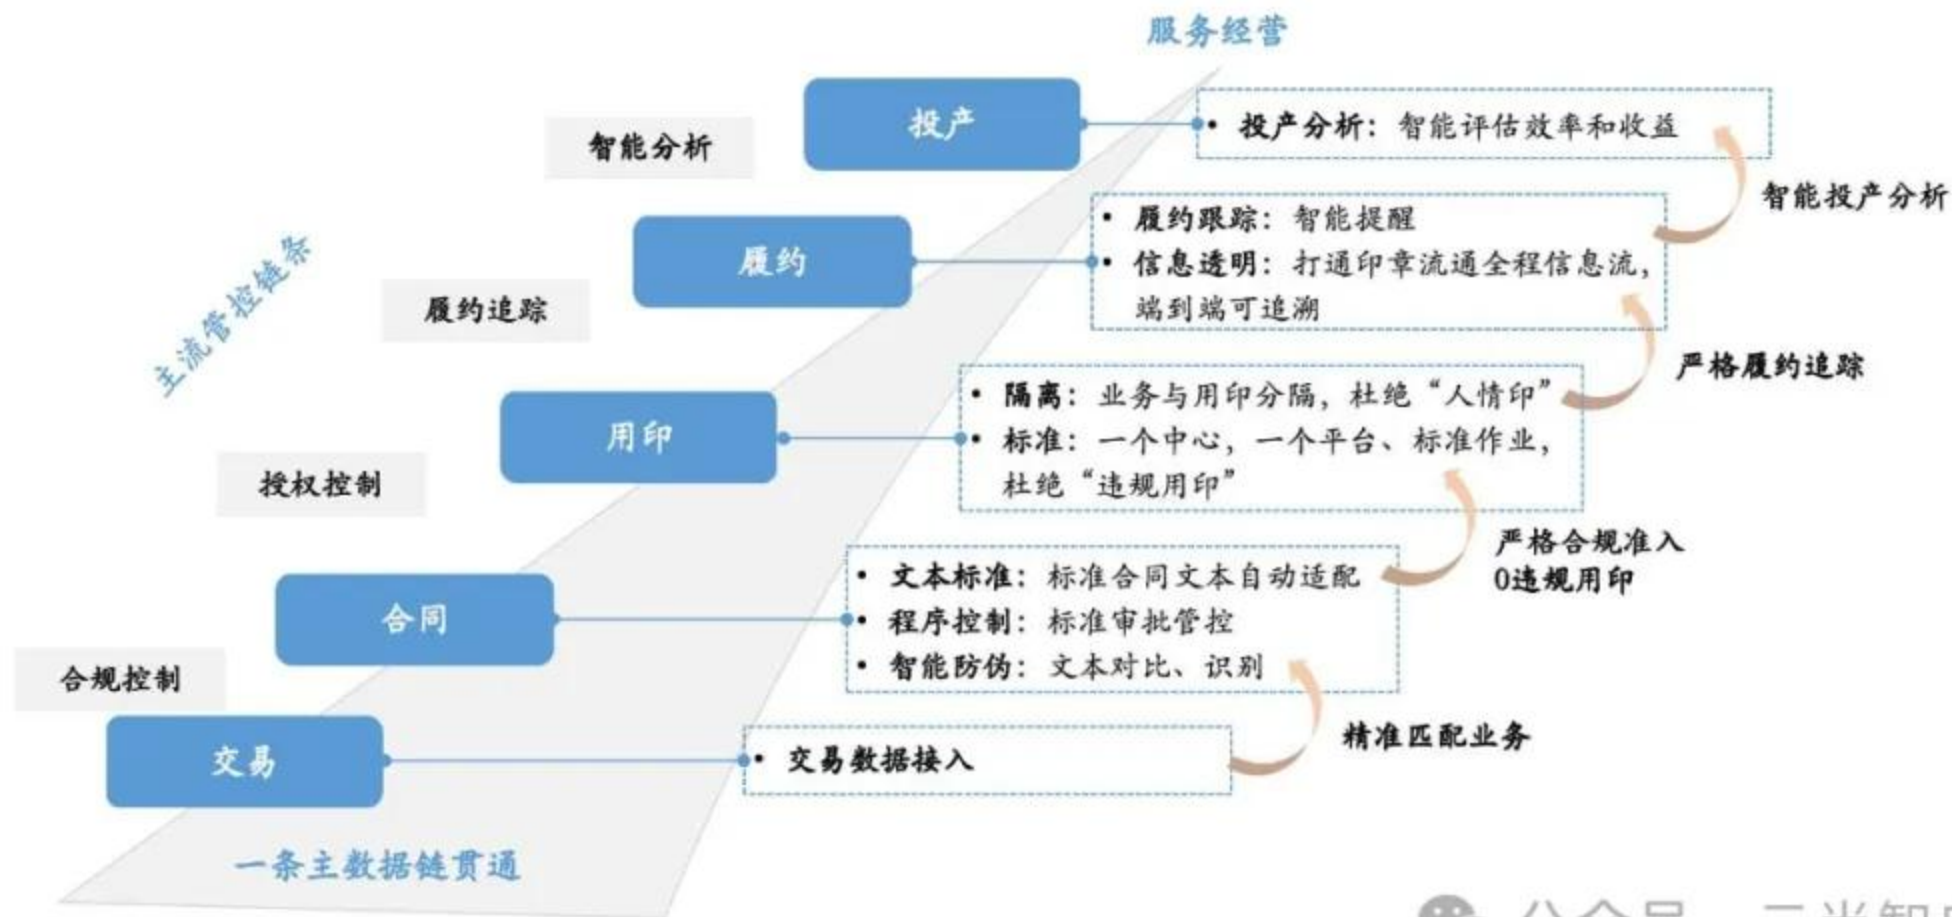 服务经营
投产
• 投产分析：智能评估效率和收益
智能分析
智能投产分析
履约
• 履约跟踪：智能提醒
• 信息透明：打通印章流通全程信息流，
端到端可追溯
主流管控链条
履约追踪
严格履约追踪
用印
• 隔离：业务与用印分隔，杜绝“人情印”
• 标准：一个中心，一个平台、标准作业，
杜绝“违规用印”
授权控制
严格合规准入
0违规用印
合同
• 文本标准：标准合同文本自动适配
• 程序控制：标准审批管控
• 智能防伪：文本对比、识别
合规控制
精准匹配业务
交易
• 交易数据接入
一条主数据链贯通